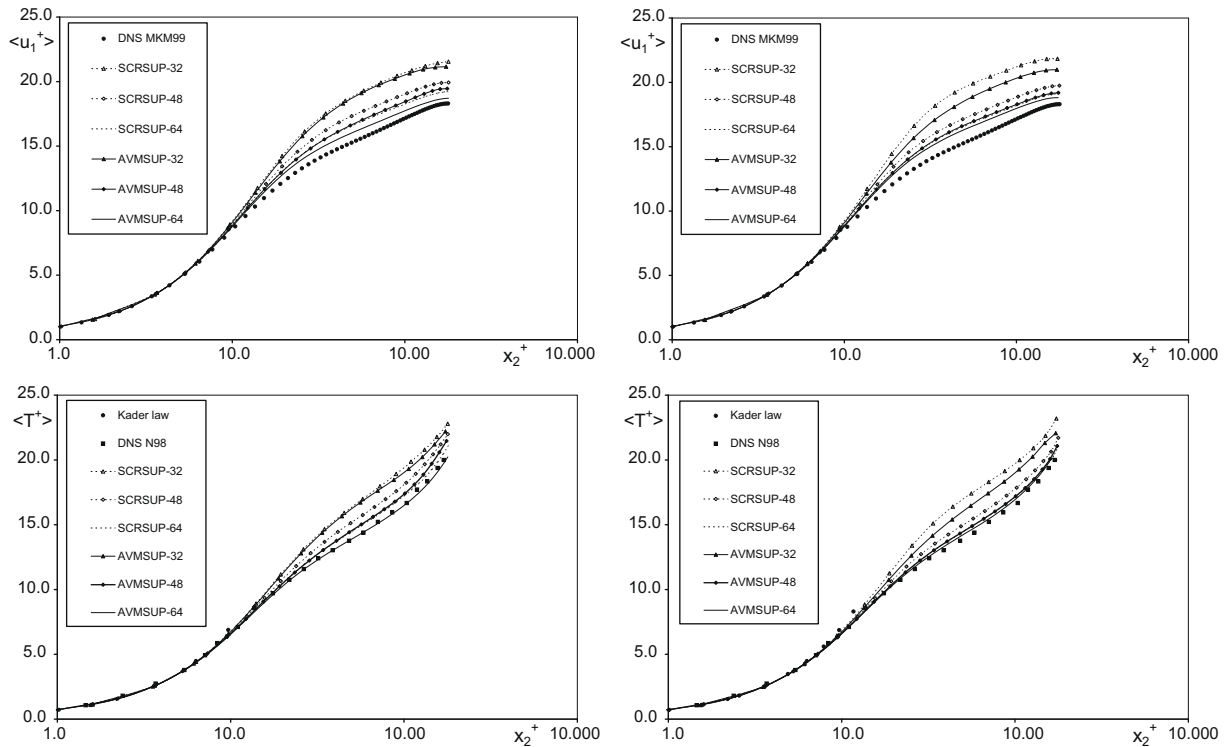 25.0
<u₁⁺>
20.0
15.0
10.0
5.0
0.0
1.0
10.0
10.00
x₂⁺
10.000
DNS MKM99
SCRSUP-32
SCRSUP-48
SCRSUP-64
AVMSUP-32
AVMSUP-48
AVMSUP-64
25.0
<u₁⁺>
20.0
15.0
10.0
5.0
0.0
1.0
10.0
10.00
x₂⁺
10.000
DNS MKM99
SCRSUP-32
SCRSUP-48
SCRSUP-64
AVMSUP-32
AVMSUP-48
AVMSUP-64
25.0
<T⁺>
20.0
15.0
10.0
5.0
0.0
1.0
10.0
10.00
x₂⁺
10.000
Kader law
DNS N98
SCRSUP-32
SCRSUP-48
SCRSUP-64
AVMSUP-32
AVMSUP-48
AVMSUP-64
25.0
<T⁺>
20.0
15.0
10.0
5.0
0.0
1.0
10.0
10.00
x₂⁺
10.000
Kader law
DNS N98
SCRSUP-32
SCRSUP-48
SCRSUP-64
AVMSUP-32
AVMSUP-48
AVMSUP-64